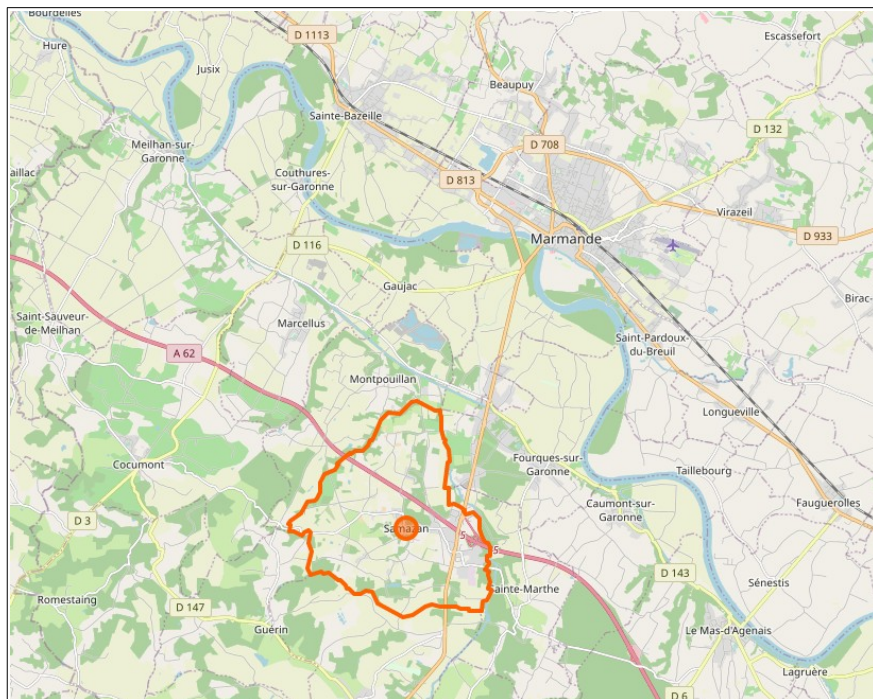 Bourdelles
Hure
Jusix
D 1113
Escassefort
Beaupuy
Sainte-Bazeille
D 132
Meilhan-sur-
Garonne
D 708
Couthures-
sur-Garonne
D 813
Virazeil
D 933
Marmande
D 116
Gaujac
Birac-
Saint-Sauveur
de-Meilhan
Marcellus
Saint-Pardoux
du-Breuil
A 62
Montpouillan
Longueville
Cocumont
Fourques-sur-
Garonne
Taillebourg
Caumont-sur-
Garonne
Fauguerolles
D 3
Samazan
5
D 143
Sénestis
Sainte-Marthe
Romestaing
D 147
Guérin
Le Mas-d'Agenais
Lagruère
D 6